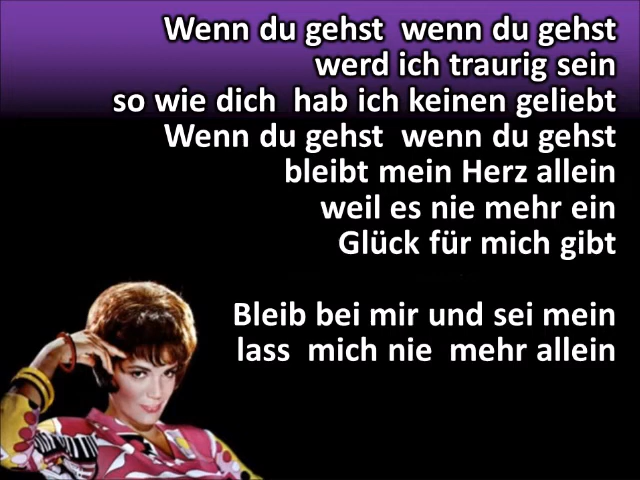 Wenn du gehst  wenn du gehst
werd ich traurig sein
so wie dich  hab ich keinen geliebt
Wenn du gehst  wenn du gehst
bleibt mein Herz allein
weil es nie mehr ein
Glück für mich gibt
Bleib bei mir und sei mein
lass  mich nie  mehr allein